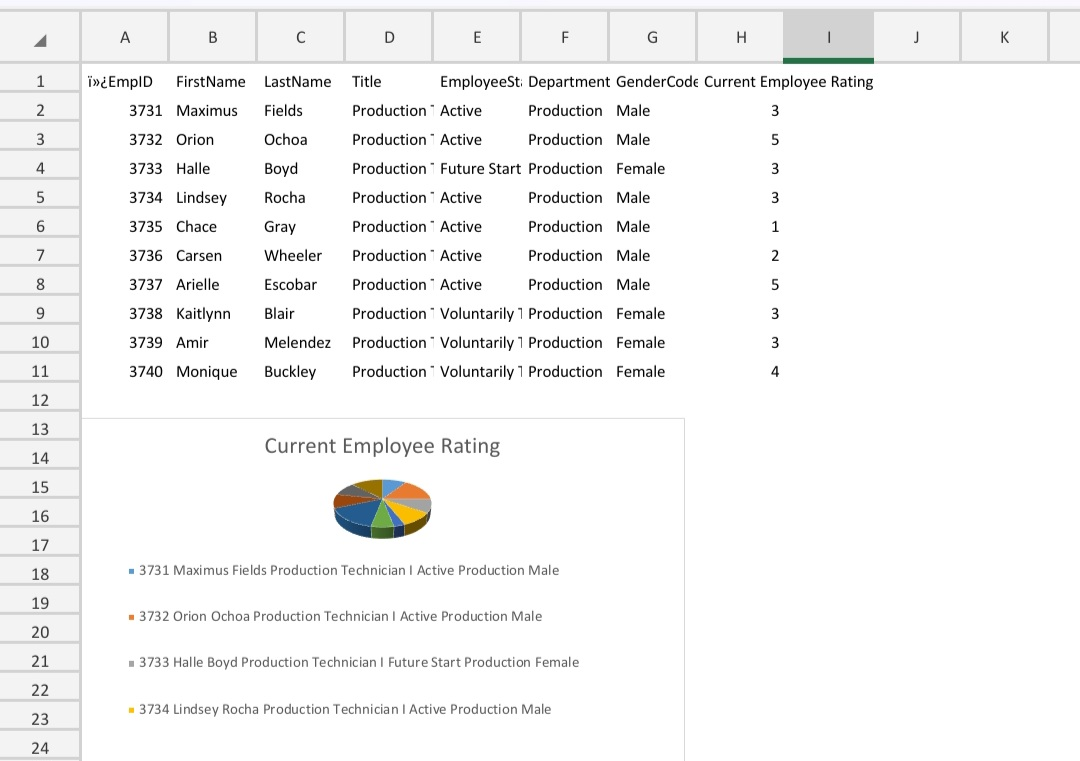 A B C D E F G H I J K
1 ï»¿EmpID FirstName LastName Title EmployeeSta Department GenderCode Current Employee Rating
2 3731 Maximus Fields Production T Active Production Male 3
3 3732 Orion Ochoa Production T Active Production Male 5
4 3733 Halle Boyd Production T Future Start Production Female 3
5 3734 Lindsey Rocha Production T Active Production Male 3
6 3735 Chace Gray Production T Active Production Male 1
7 3736 Carsen Wheeler Production T Active Production Male 2
8 3737 Arielle Escobar Production T Active Production Male 5
9 3738 Kaitlynn Blair Production T Voluntarily T Production Female 3
10 3739 Amir Melendez Production T Voluntarily T Production Female 3
11 3740 Monique Buckley Production T Voluntarily T Production Female 4
12
13
14 Current Employee Rating
15
16
17
18 3731 Maximus Fields Production Technician I Active Production Male
19
20 3732 Orion Ochoa Production Technician I Active Production Male
21 3733 Halle Boyd Production Technician I Future Start Production Female
22
23 3734 Lindsey Rocha Production Technician I Active Production Male
24